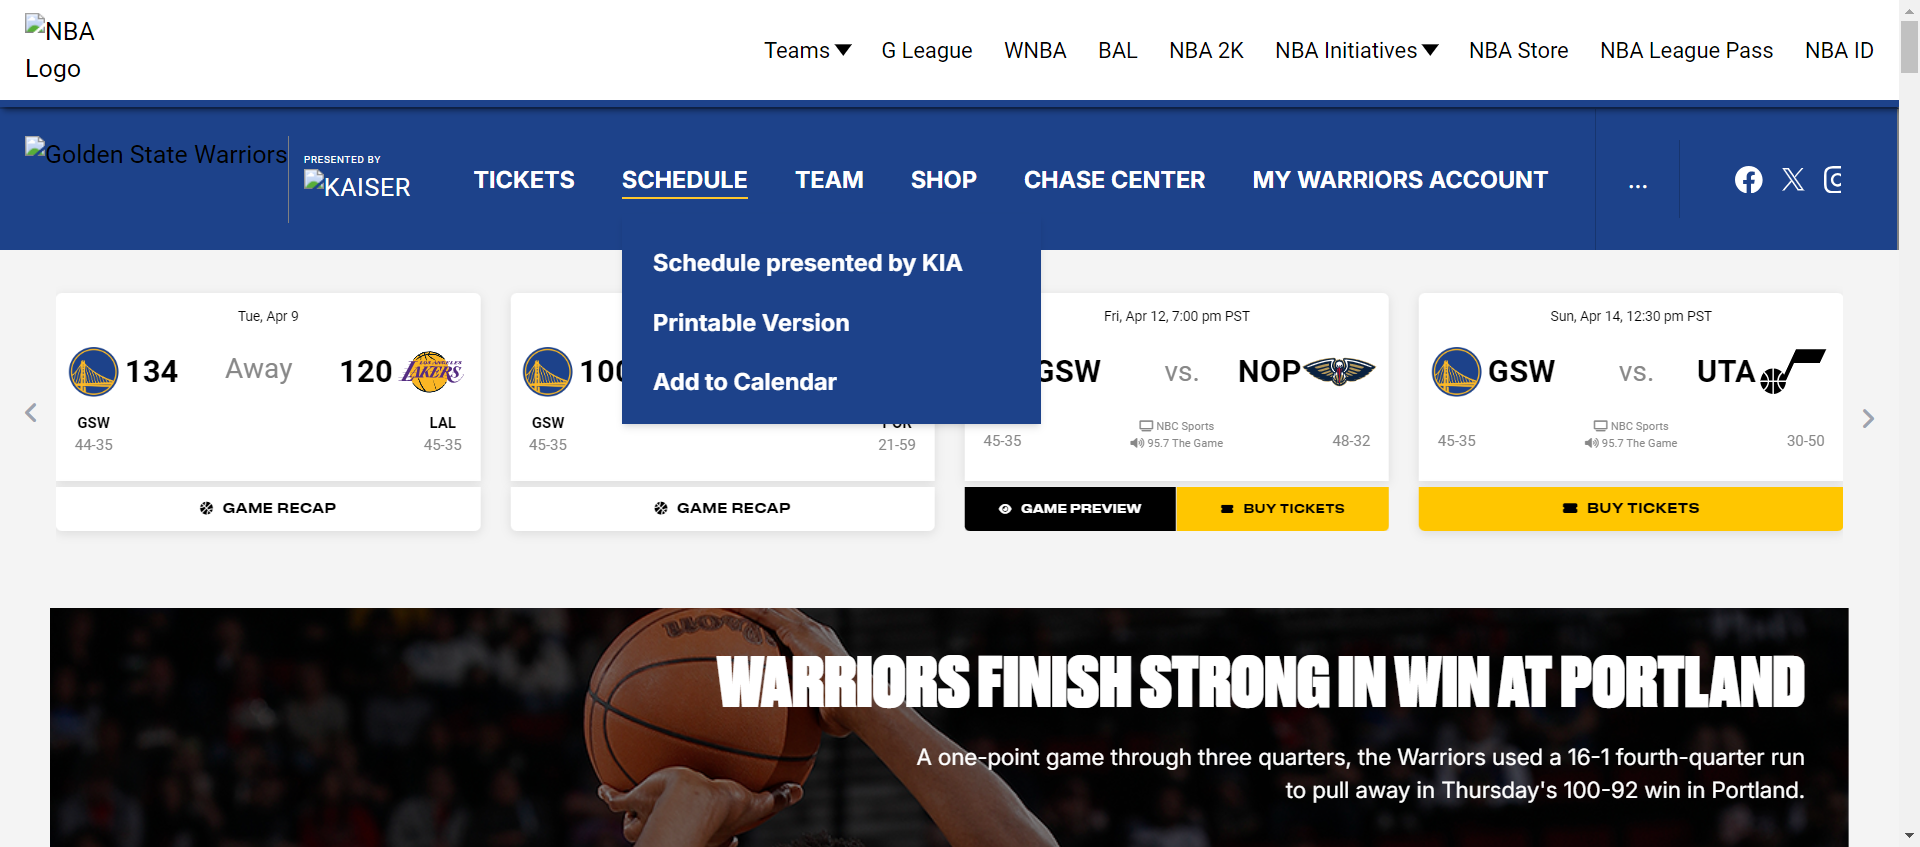 NBA
Logo
Teams
G League
WNBA
BAL
NBA 2K
NBA Initiatives
NBA Store
NBA League Pass
NBA ID
Golden State Warriors
PRESENTED BY
KAISER
TICKETS
SCHEDULE
TEAM
SHOP
CHASE CENTER
MY WARRIORS ACCOUNT
...
Schedule presented by KIA
Printable Version
Add to Calendar
Tue, Apr 9
134
Away
120
LOS ANGELES
LAKERS
GSW
44-35
LAL
45-35
GAME RECAP
100
GSW
45-35
21-59
GAME RECAP
Fri, Apr 12, 7:00 pm PST
GSW
vs.
NOP
45-35
NBC Sports
95.7 The Game
48-32
GAME PREVIEW
BUY TICKETS
Sun, Apr 14, 12:30 pm PST
GSW
vs.
UTA
45-35
NBC Sports
95.7 The Game
30-50
BUY TICKETS
WARRIORS FINISH STRONG IN WIN AT PORTLAND
A one-point game through three quarters, the Warriors used a 16-1 fourth-quarter run
to pull away in Thursday's 100-92 win in Portland.